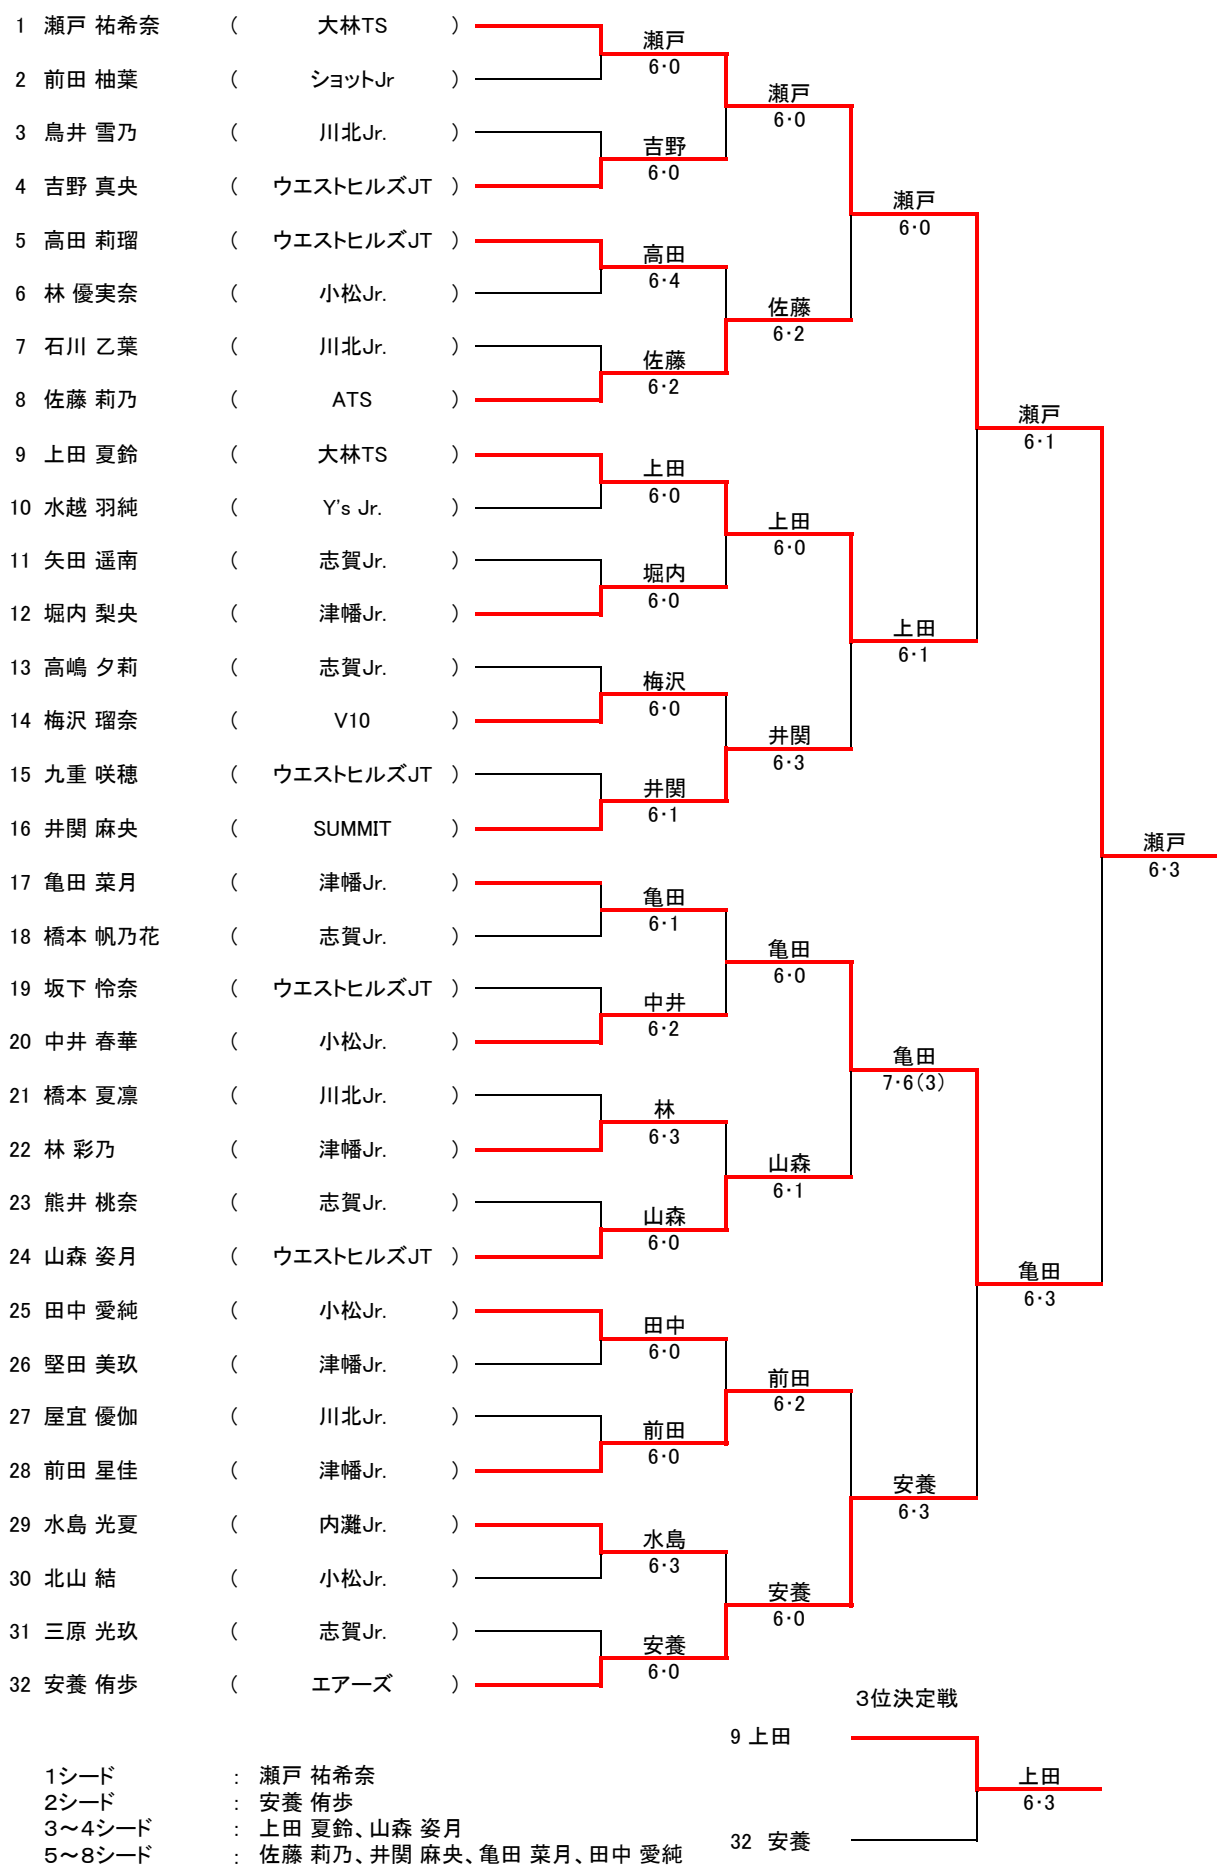 1 瀬戸 祐希奈 ( 大林TS )
瀬戸
6・0
2 前田 柚葉 ( ショットJr )
瀬戸
6・0
3 鳥井 雪乃 ( 川北Jr. )
吉野
6・0
4 吉野 真央 ( ウエストヒルズJT )
瀬戸
6・0
5 高田 莉瑠 ( ウエストヒルズJT )
高田
6・4
6 林 優実奈 ( 小松Jr. )
佐藤
6・2
7 石川 乙葉 ( 川北Jr. )
佐藤
6・2
8 佐藤 莉乃 ( ATS )
瀬戸
6・1
9 上田 夏鈴 ( 大林TS )
上田
6・0
10 水越 羽純 ( Y's Jr. )
上田
6・0
11 矢田 遥南 ( 志賀Jr. )
堀内
6・0
12 堀内 梨央 ( 津幡Jr. )
上田
6・1
13 高嶋 夕莉 ( 志賀Jr. )
梅沢
6・0
14 梅沢 瑠奈 ( V10 )
井関
6・3
15 九重 咲穂 ( ウエストヒルズJT )
井関
6・1
16 井関 麻央 ( SUMMIT )
瀬戸
6・3
17 亀田 菜月 ( 津幡Jr. )
亀田
6・1
18 橋本 帆乃花 ( 志賀Jr. )
亀田
6・0
19 坂下 怜奈 ( ウエストヒルズJT )
中井
6・2
20 中井 春華 ( 小松Jr. )
亀田
7・6(3)
21 橋本 夏凛 ( 川北Jr. )
林
6・3
22 林 彩乃 ( 津幡Jr. )
山森
6・1
23 熊井 桃奈 ( 志賀Jr. )
山森
6・0
24 山森 姿月 ( ウエストヒルズJT )
亀田
6・3
25 田中 愛純 ( 小松Jr. )
田中
6・0
26 堅田 美玖 ( 津幡Jr. )
前田
6・2
27 屋宜 優伽 ( 川北Jr. )
前田
6・0
28 前田 星佳 ( 津幡Jr. )
安養
6・3
29 水島 光夏 ( 内灘Jr. )
水島
6・3
30 北山 結 ( 小松Jr. )
安養
6・0
31 三原 光玖 ( 志賀Jr. )
安養
6・0
32 安養 侑歩 ( エアーズ )
3位決定戦
9 上田
上田
6・3
32 安養
1シード : 瀬戸 祐希奈
2シード : 安養 侑歩
3～4シード : 上田 夏鈴、山森 姿月
5～8シード : 佐藤 莉乃、井関 麻央、亀田 菜月、田中 愛純